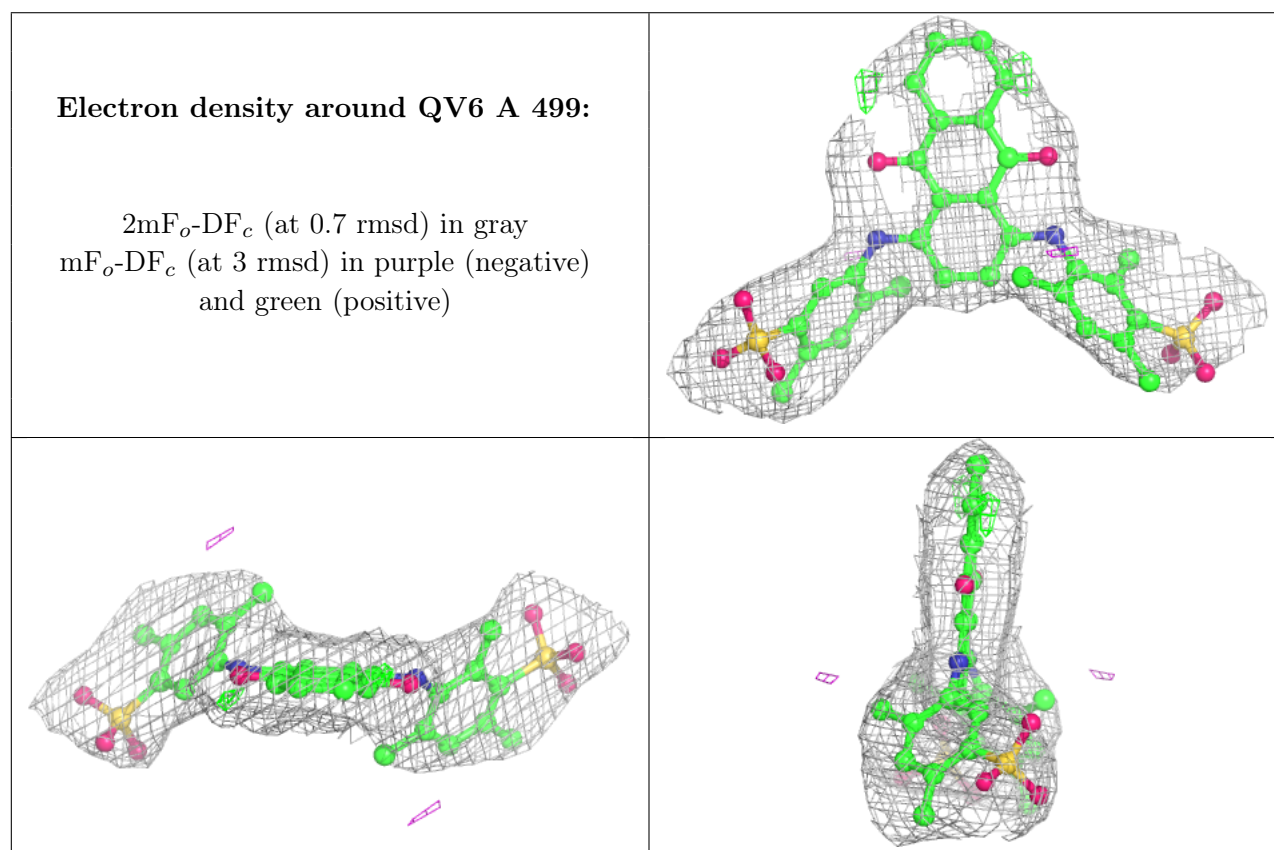 Electron density around QV6 A 499:
2mFo-DFc (at 0.7 rmsd) in gray
mFo-DFc (at 3 rmsd) in purple (negative)
and green (positive)